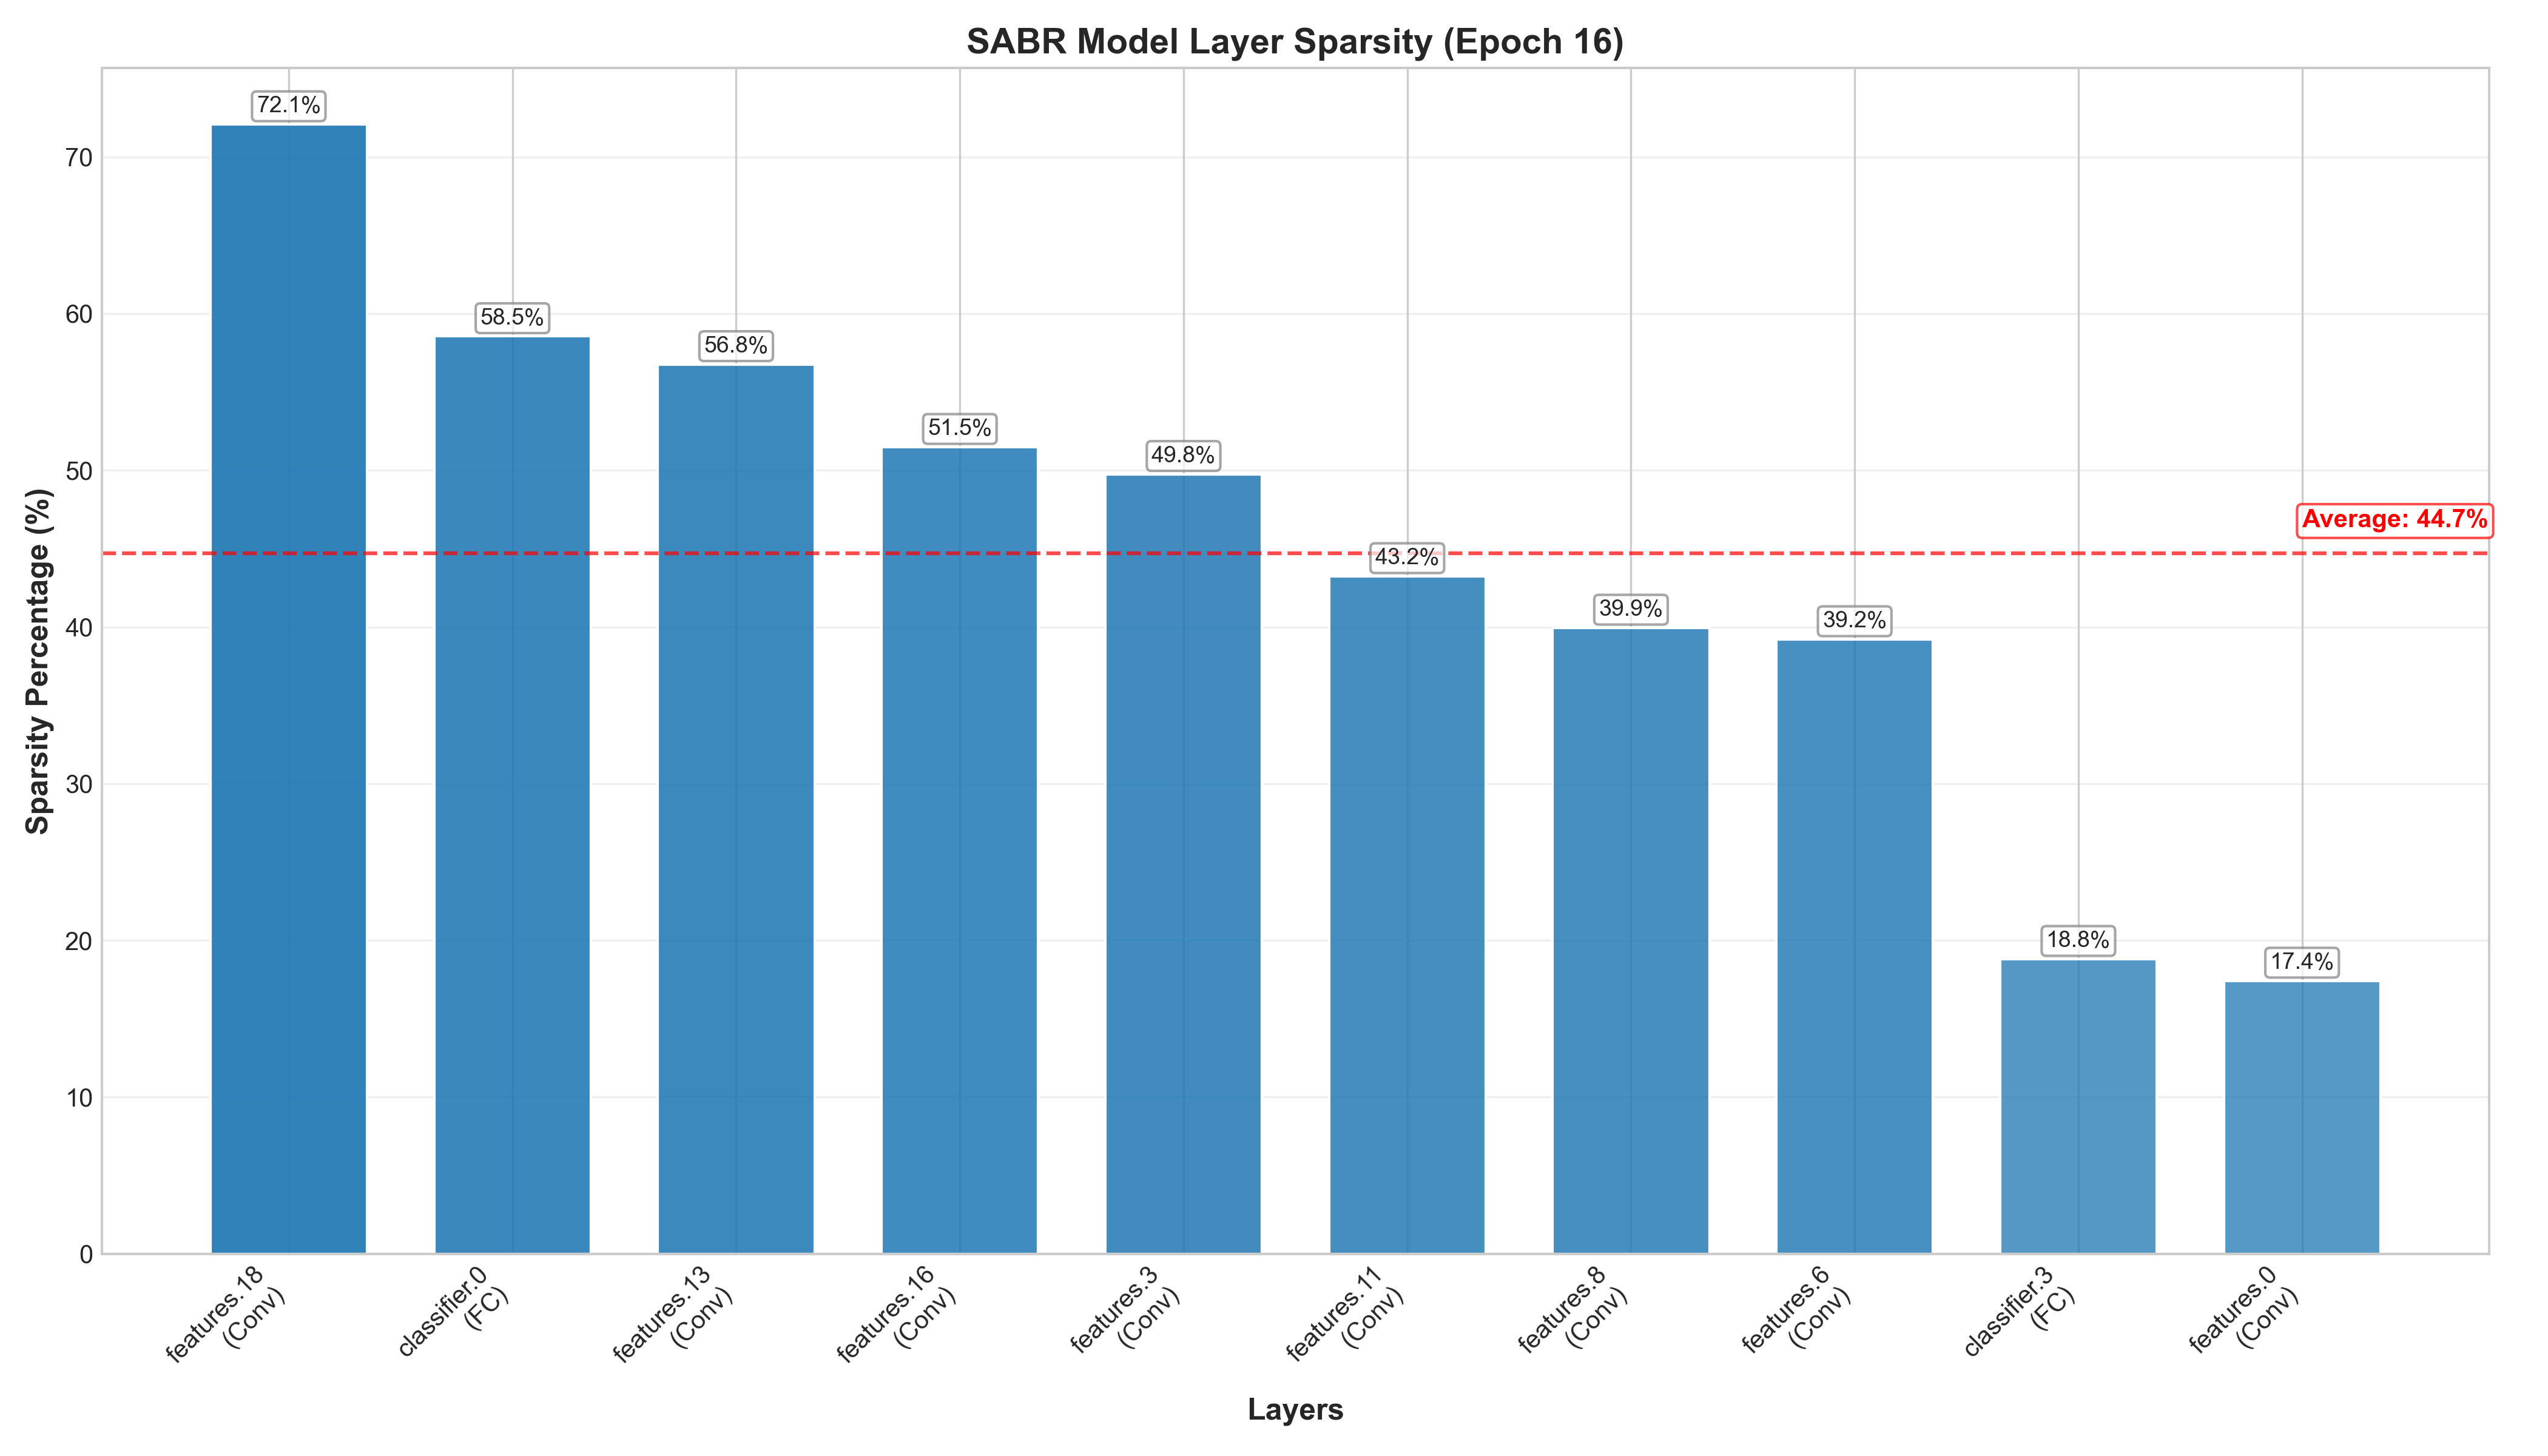 SABR Model Layer Sparsity (Epoch 16)
Sparsity Percentage (%)
70
60
50
40
30
20
10
0
72.1%
58.5%
56.8%
51.5%
49.8%
43.2%
39.9%
39.2%
18.8%
17.4%
Average: 44.7%
features.18
(Conv)
classifier.0
(FC)
features.13
(Conv)
features.16
(Conv)
features.3
(Conv)
features.11
(Conv)
features.8
(Conv)
features.6
(Conv)
classifier.3
(FC)
features.0
(Conv)
Layers